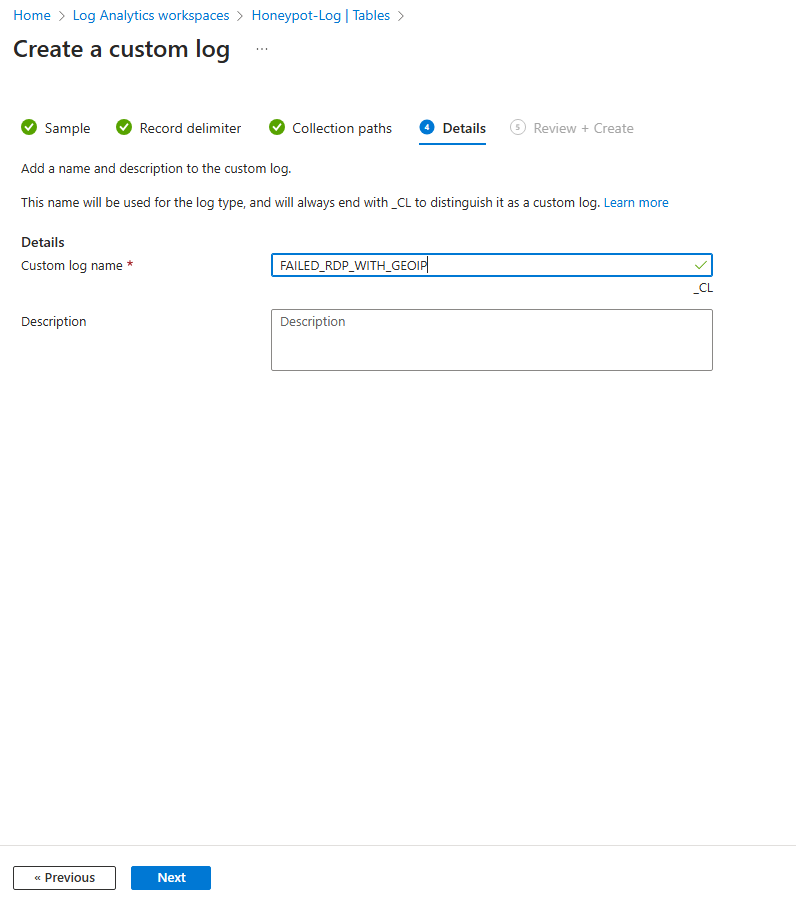 Home > Log Analytics workspaces > Honeypot-Log | Tables >
Create a custom log ...
Sample Record delimiter Collection paths 4 Details 5 Review + Create
Add a name and description to the custom log.
This name will be used for the log type, and will always end with _CL to distinguish it as a custom log. Learn more
Details
Custom log name * FAILED_RDP_WITH_GEOIP
_CL
Description Description
« Previous Next